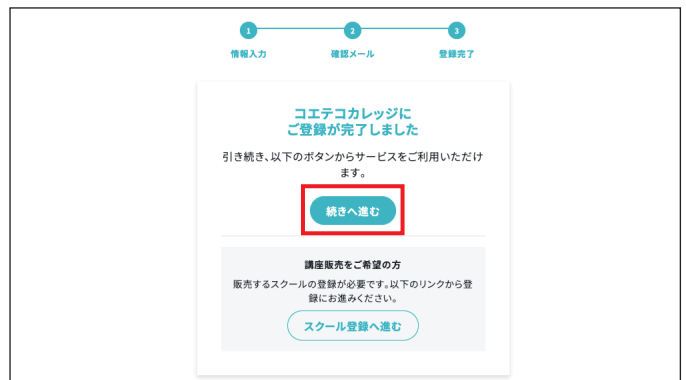 1 2 3
情報入力 確認メール 登録完了
コエテコカレッジに
ご登録が完了しました
引き続き、以下のボタンからサービスをご利用いただけ
ます。
続きへ進む
講座販売をご希望の方
販売するスクールの登録が必要です。以下のリンクから登
録にお進みください。
スクール登録へ進む